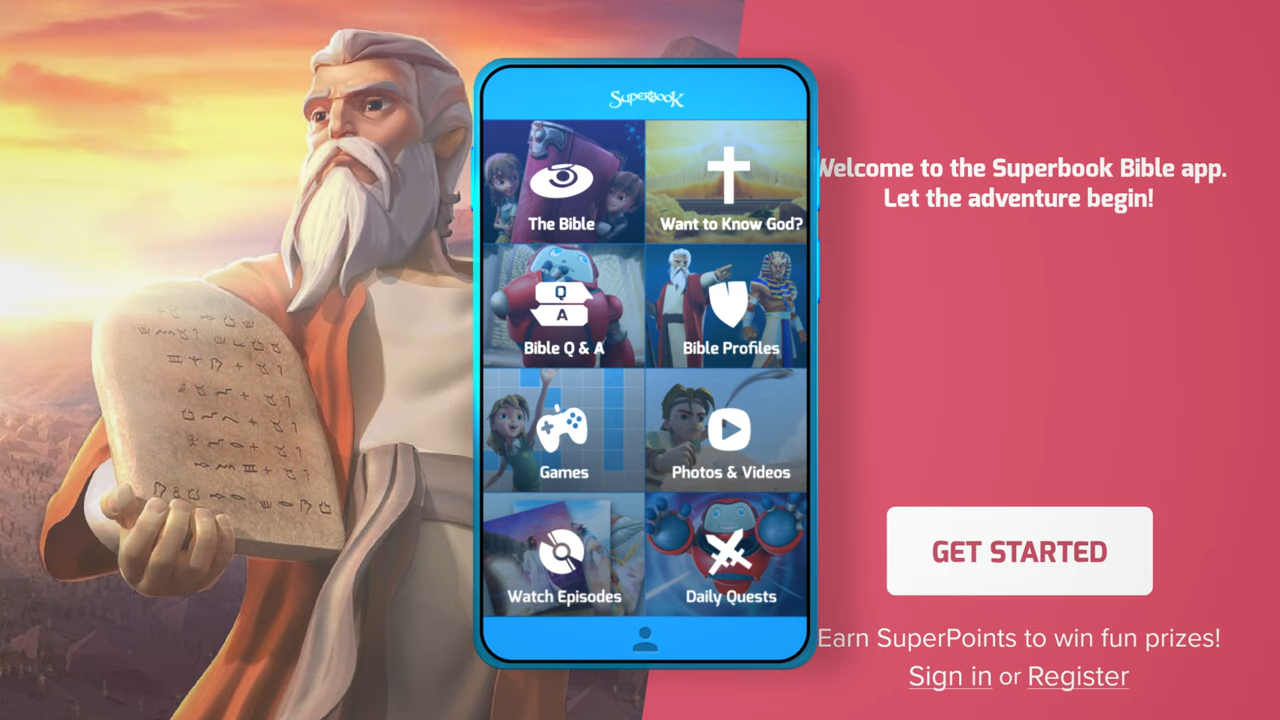 Superbook
The Bible
Want to Know God?
Q
A
Bible Q & A
Bible Profiles
Games
Photos & Videos
Watch Episodes
Daily Quests
Welcome to the Superbook Bible app.
Let the adventure begin!
GET STARTED
Earn SuperPoints to win fun prizes!
Sign in or Register